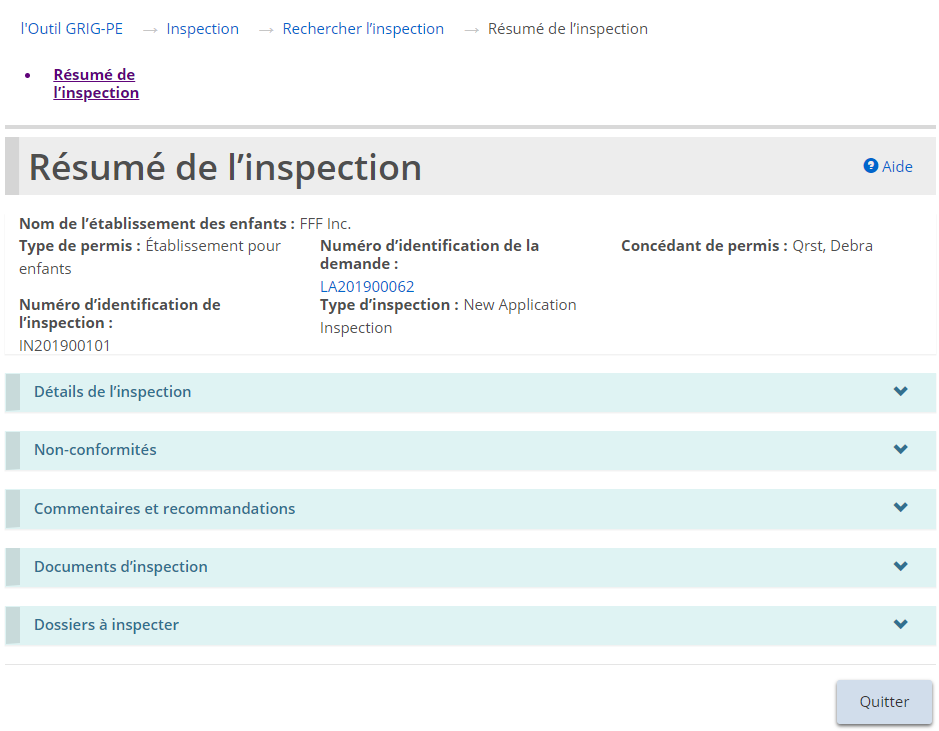 l'Outil GRIG-PE → Inspection → Rechercher l’inspection → Résumé de l’inspection
• Résumé de
l’inspection
Résumé de l’inspection
Aide
Nom de l’établissement des enfants : FFF Inc.
Type de permis : Établissement pour
enfants
Numéro d’identification de la
demande :
LA201900062
Concédant de permis : Qrst, Debra
Numéro d’identification de
l’inspection :
IN201900101
Type d’inspection : New Application
Inspection
Détails de l’inspection
Non-conformités
Commentaires et recommandations
Documents d’inspection
Dossiers à inspecter
Quitter